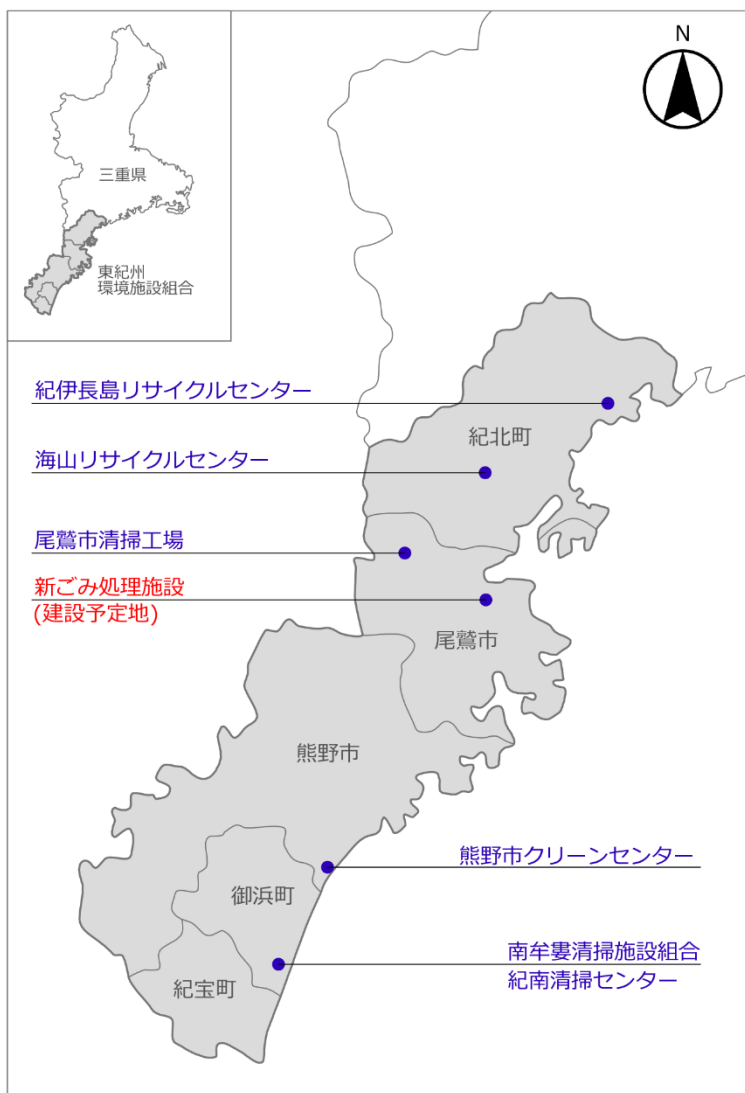 N
三重県
東紀州
環境施設組合
紀伊長島リサイクルセンター
紀北町
海山リサイクルセンター
尾鷲市清掃工場
新ごみ処理施設
(建設予定地)
尾鷲市
熊野市
熊野市クリーンセンター
御浜町
南牟婁清掃施設組合
紀南清掃センター
紀宝町